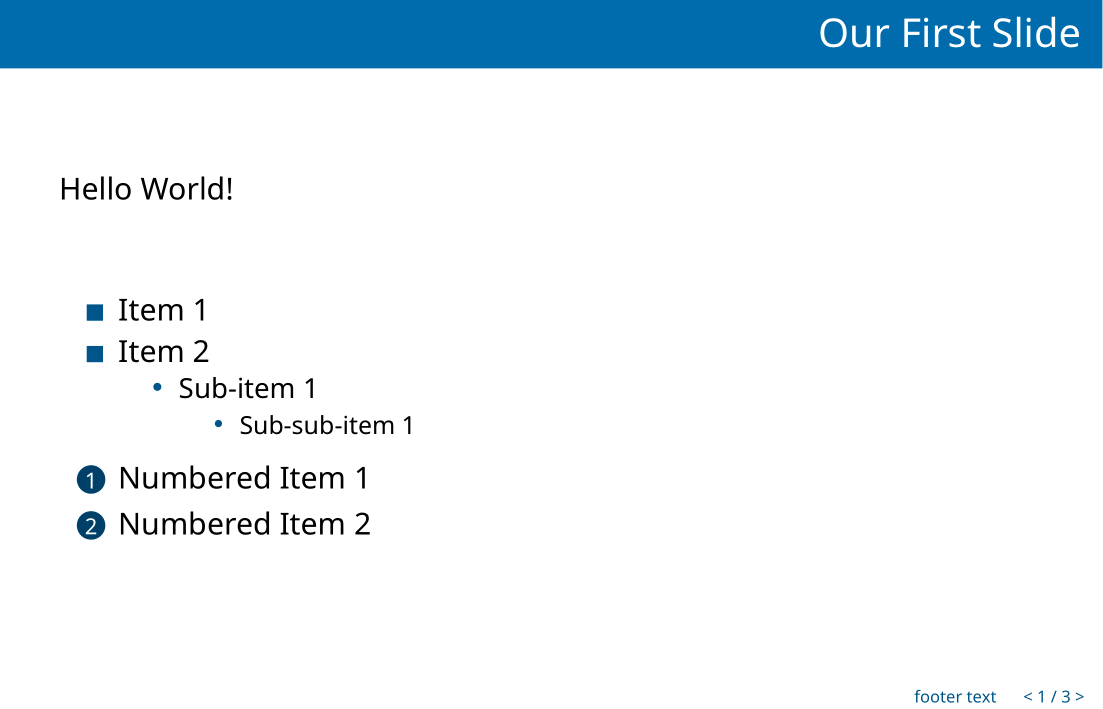 Our First Slide
Hello World!
Item 1
Item 2
Sub-item 1
Sub-sub-item 1
1 Numbered Item 1
2 Numbered Item 2
footer text < 1 / 3 >